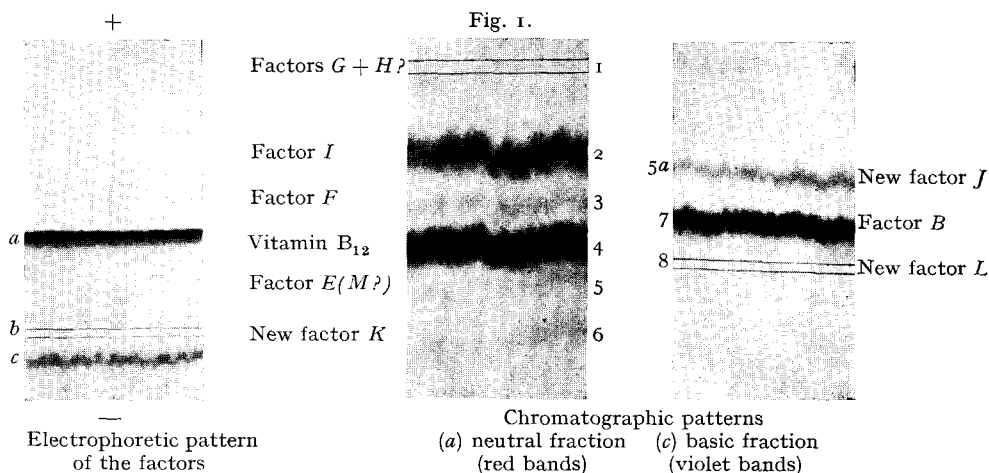 +
Fig. 1.
Factors G + H?
1
Factor I
2
5a
New factor J
Factor F
3
a
Vitamin B₁₂
4
7
Factor B
Factor E(M?)
5
8
New factor L
b
New factor K
6
c
—
Electrophoretic pattern
of the factors
Chromatographic patterns
(a) neutral fraction
(red bands)
(c) basic fraction
(violet bands)